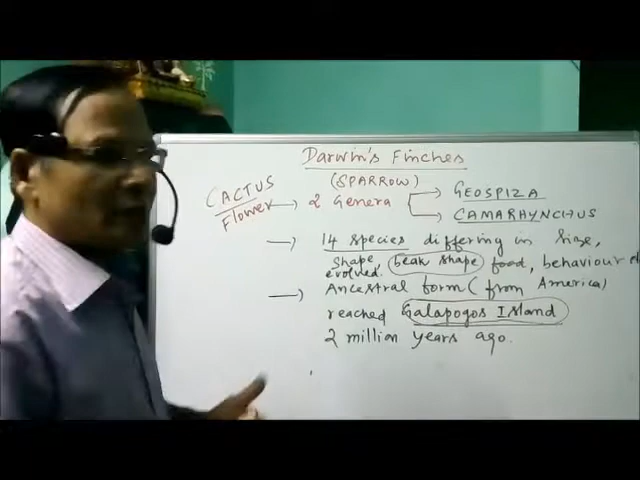 Darwin's Finches
(SPARROW)
CACTUS
Flower
2 Genera
GEOSPIZA
CAMARHYNCHUS
14 species differing in size,
shape, beak shape food, behaviour
evolved.
Ancestral form (from America)
reached Galapogos Island
2 million years ago.